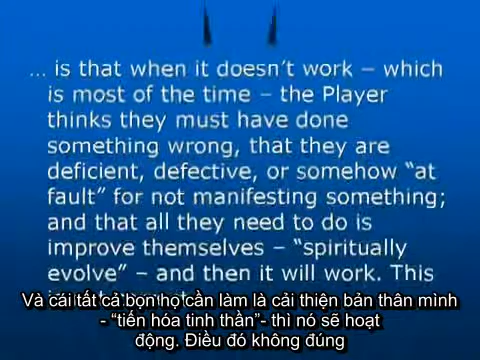 ... is that when it doesn't work – which
is most of the time – the Player
thinks they must have done
something wrong, that they are
deficient, defective, or somehow “at
fault” for not manifesting something;
and that all they need to do is
improve themselves – “spiritually
evolve” – and then it will work. This
Và cái tất cả bọn họ cần làm là cải thiện bản thân mình
- “tiến hóa tinh thần”- thì nó sẽ hoạt
động. Điều đó không đúng